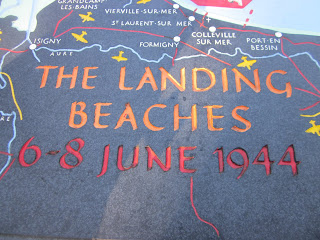 GRANDCAMP-
LES-BAINS
VIERVILLE-SUR-MER
ST LAURENT-SUR-MER
COLLEVILLE
SUR MER
PORT-EN
BESSIN
ISIGNY
FORMIGNY
AURE
THE LANDING
BEACHES
6-8 JUNE 1944